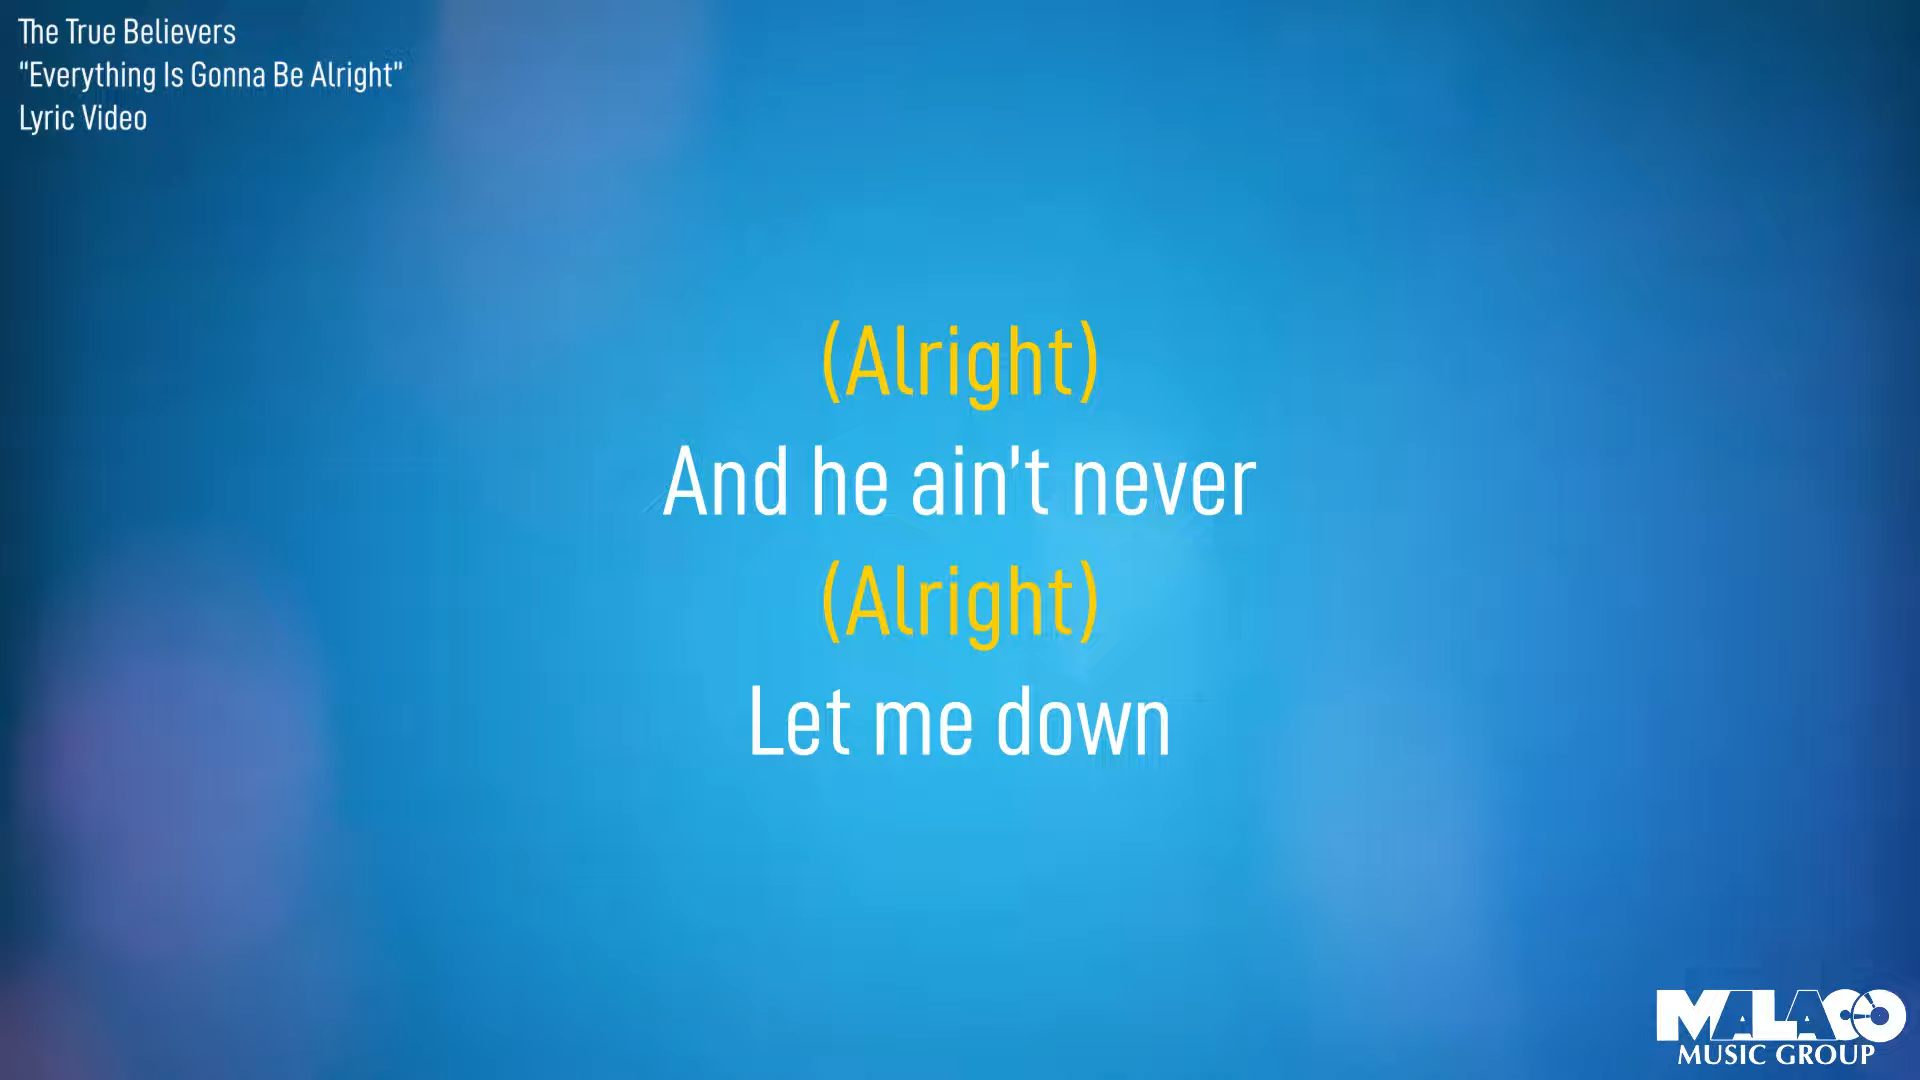 The True Believers
“Everything Is Gonna Be Alright”
Lyric Video
(Alright)
And he ain't never
(Alright)
Let me down
MALACO
MUSIC GROUP